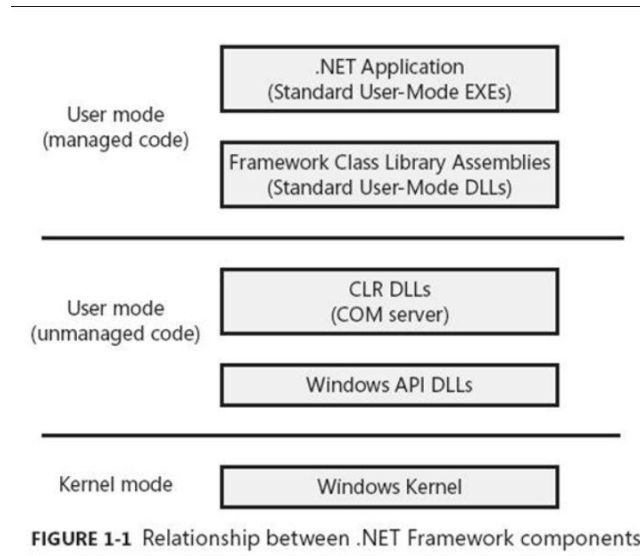 .NET Application
(Standard User-Mode EXEs)
User mode
(managed code)
Framework Class Library Assemblies
(Standard User-Mode DLLs)
CLR DLLs
(COM server)
User mode
(unmanaged code)
Windows API DLLs
Kernel mode
Windows Kernel
FIGURE 1-1 Relationship between .NET Framework components